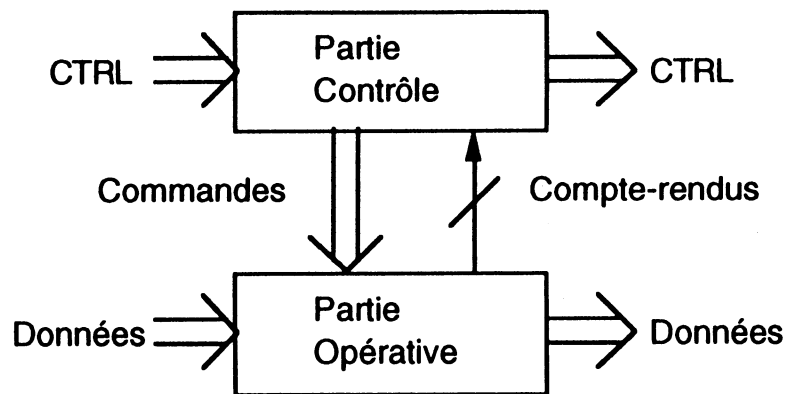 CTRL
Partie
Contrôle
CTRL
Commandes
Compte-rendus
Données
Partie
Opérative
Données